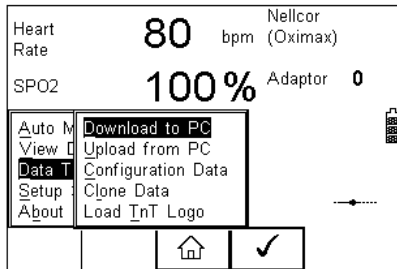 Heart Rate 80 bpm Nellcor (Oximax)
SPO2 100% Adaptor 0
Auto M
View D
Data T
Setup
About
Download to PC
Upload from PC
Configuration Data
Clone Data
Load TnT Logo